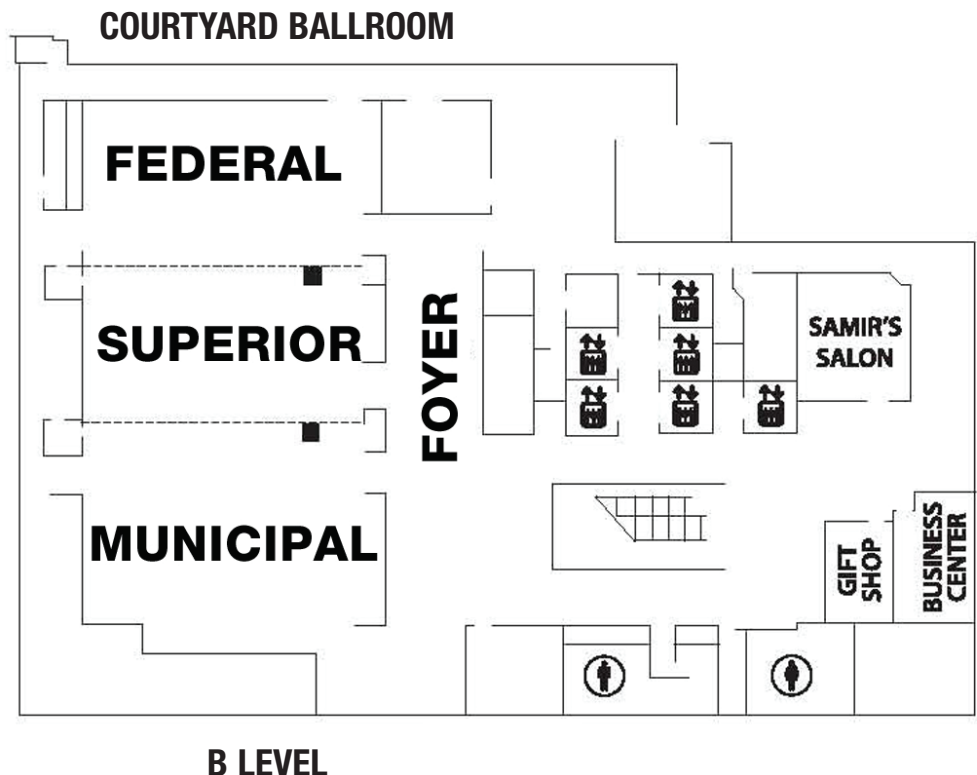 COURTYARD BALLROOM
FEDERAL
SUPERIOR
FOYER
MUNICIPAL
SAMIR'S
SALON
GIFT
SHOP
BUSINESS
CENTER
B LEVEL